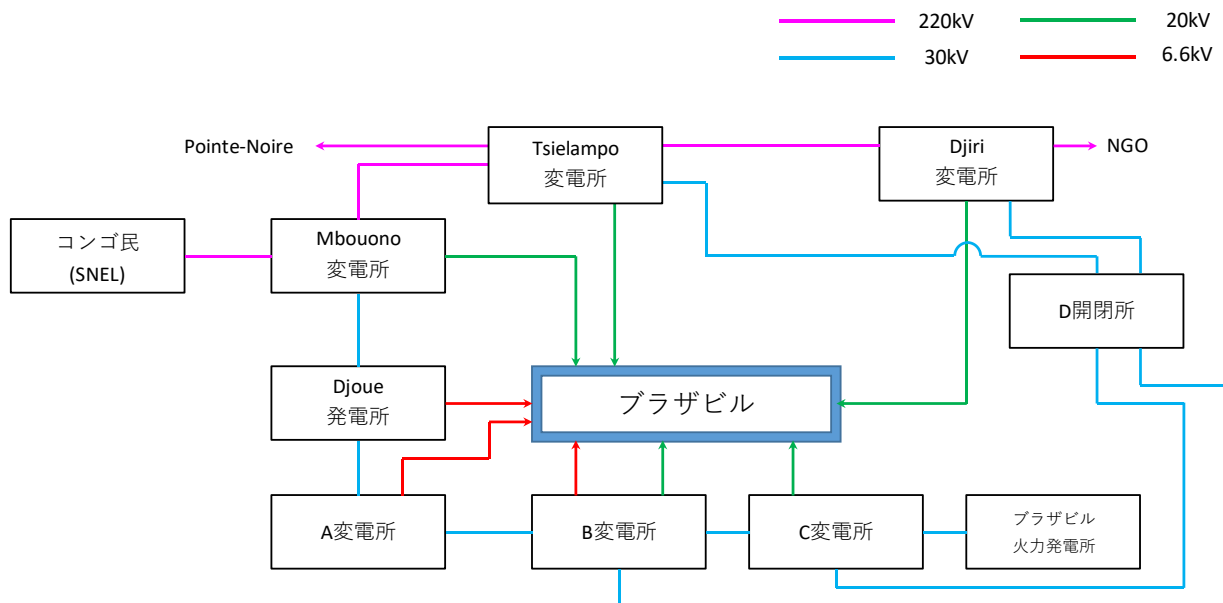 220kV
20kV
30kV
6.6kV
Pointe-Noire
Tsielampo
変電所
Djiri
変電所
NGO
コンゴ民
(SNEL)
Mbouono
変電所
D開閉所
Djoue
発電所
ブラザビル
A変電所
B変電所
C変電所
ブラザビル
火力発電所